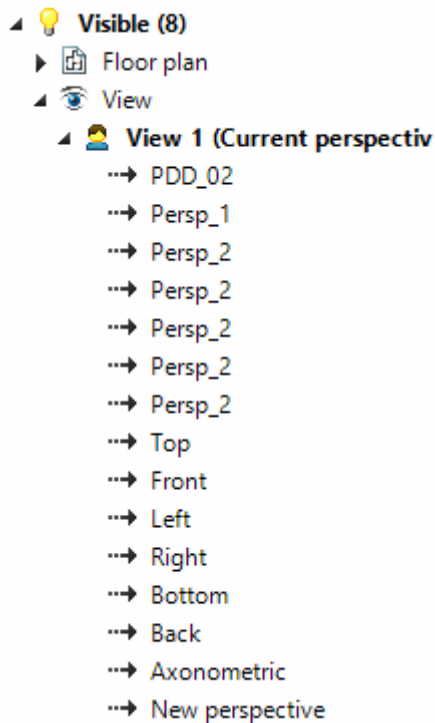 Visible (8)
Floor plan
View
View 1 (Current perspectiv
PDD_02
Persp_1
Persp_2
Persp_2
Persp_2
Persp_2
Persp_2
Top
Front
Left
Right
Bottom
Back
Axonometric
New perspective